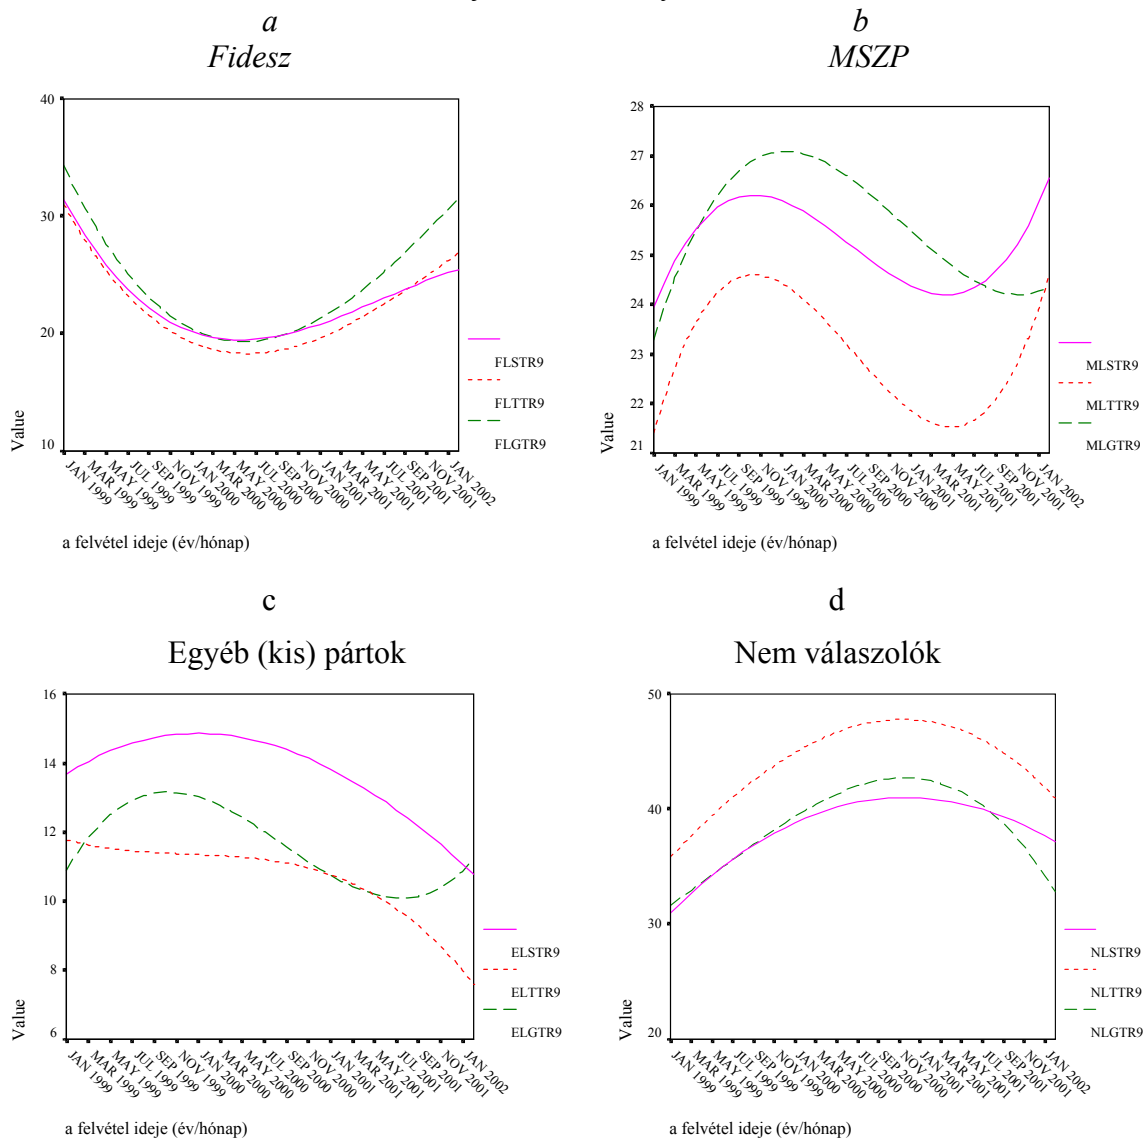 a
Fidesz
40
30
20
10
Value
FLSTR9
FLTTR9
FLGTR9
JAN 1999
MAR 1999
MAY 1999
JUL 1999
SEP 1999
NOV 1999
JAN 2000
MAR 2000
MAY 2000
JUL 2000
SEP 2000
NOV 2000
JAN 2001
MAR 2001
MAY 2001
JUL 2001
SEP 2001
NOV 2001
JAN 2002
a felvétel ideje (év/hónap)
b
MSZP
28
27
26
25
24
23
22
21
Value
MLSTR9
MLTTR9
MLGTR9
JAN 1999
MAR 1999
MAY 1999
JUL 1999
SEP 1999
NOV 1999
JAN 2000
MAR 2000
MAY 2000
JUL 2000
SEP 2000
NOV 2000
JAN 2001
MAR 2001
MAY 2001
JUL 2001
SEP 2001
NOV 2001
JAN 2002
a felvétel ideje (év/hónap)
c
Egyéb (kis) pártok
16
14
12
10
8
6
Value
ELSTR9
ELTTR9
ELGTR9
JAN 1999
MAR 1999
MAY 1999
JUL 1999
SEP 1999
NOV 1999
JAN 2000
MAR 2000
MAY 2000
JUL 2000
SEP 2000
NOV 2000
JAN 2001
MAR 2001
MAY 2001
JUL 2001
SEP 2001
NOV 2001
JAN 2002
a felvétel ideje (év/hónap)
d
Nem válaszolók
50
40
30
20
Value
NLSTR9
NLTTR9
NLGTR9
JAN 1999
MAR 1999
MAY 1999
JUL 1999
SEP 1999
NOV 1999
JAN 2000
MAR 2000
MAY 2000
JUL 2000
SEP 2000
NOV 2000
JAN 2001
MAR 2001
MAY 2001
JUL 2001
SEP 2001
NOV 2001
JAN 2002
a felvétel ideje (év/hónap)